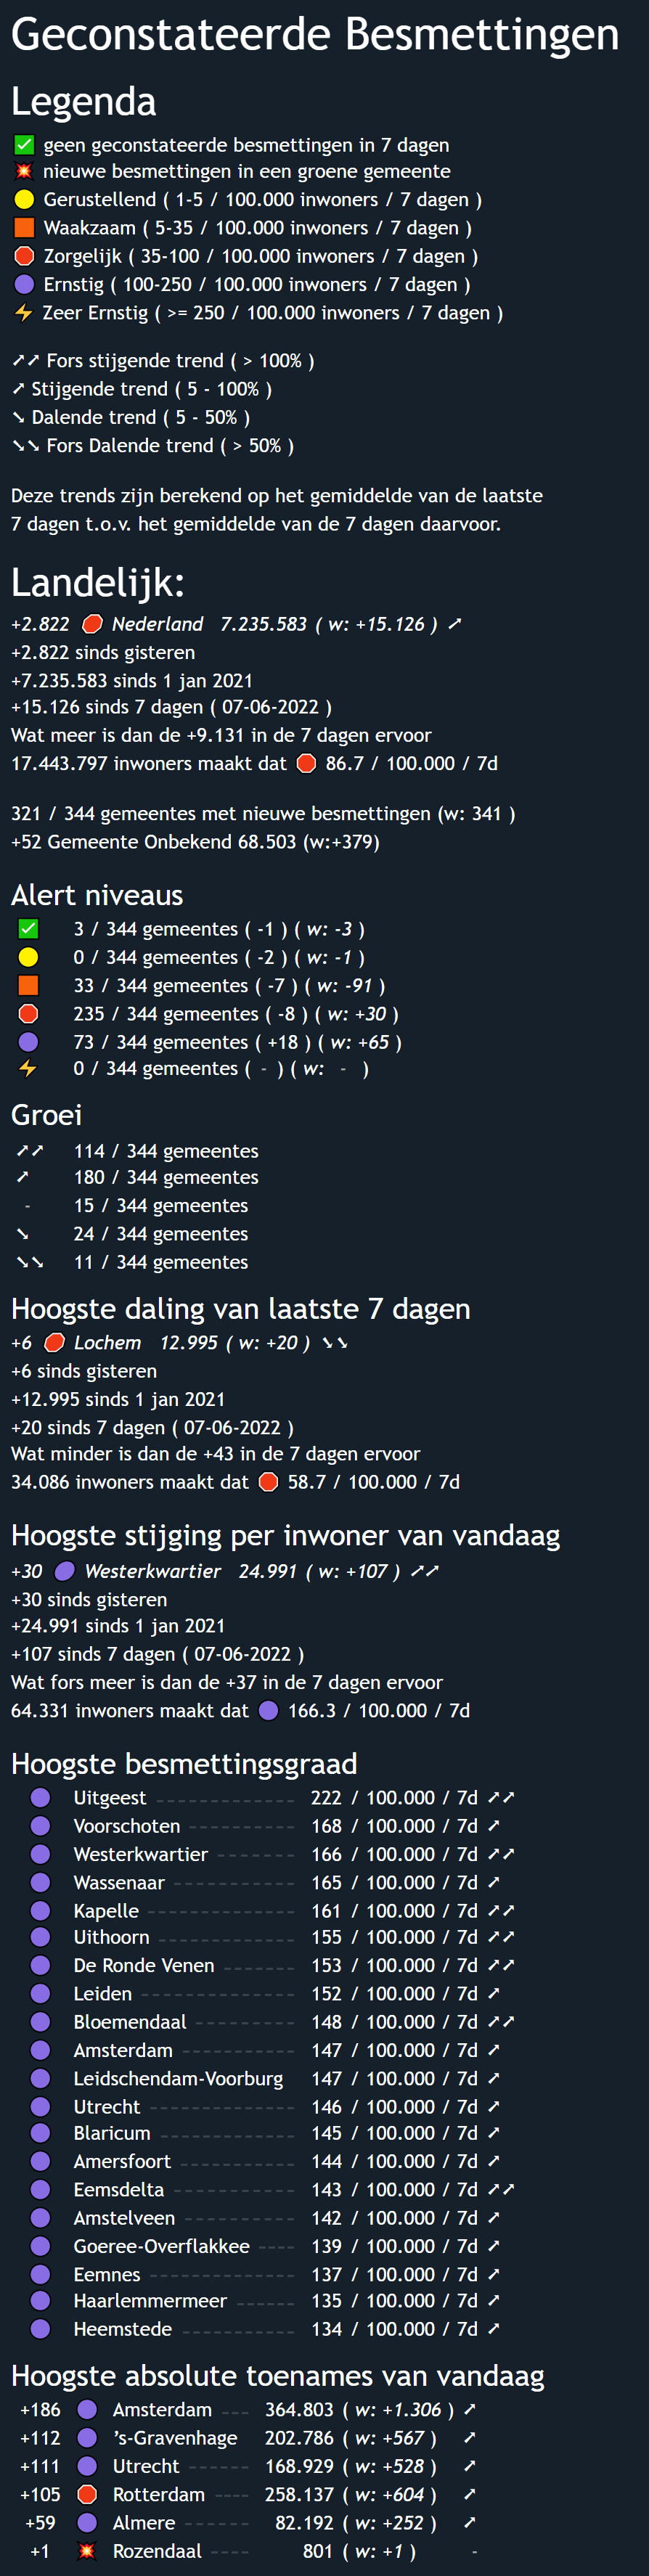 Geconstateerde Besmettingen
Legenda
✅ geen geconstateerde besmettingen in 7 dagen
💥 nieuwe besmettingen in een groene gemeente
🟡 Gerustellend ( 1-5 / 100.000 inwoners / 7 dagen )
🟧 Waakzaam ( 5-35 / 100.000 inwoners / 7 dagen )
🛑 Zorgelijk ( 35-100 / 100.000 inwoners / 7 dagen )
🟣 Ernstig ( 100-250 / 100.000 inwoners / 7 dagen )
⚡ Zeer Ernstig ( >= 250 / 100.000 inwoners / 7 dagen )
➚➚ Fors stijgende trend ( > 100% )
➚ Stijgende trend ( 5 - 100% )
➘ Dalende trend ( 5 - 50% )
➘➘ Fors Dalende trend ( > 50% )
Deze trends zijn berekend op het gemiddelde van de laatste
7 dagen t.o.v. het gemiddelde van de 7 dagen daarvoor.
Landelijk:
+2.822 🛑 Nederland 7.235.583 ( w: +15.126 ) ➚
+2.822 sinds gisteren
+7.235.583 sinds 1 jan 2021
+15.126 sinds 7 dagen ( 07-06-2022 )
Wat meer is dan de +9.131 in de 7 dagen ervoor
17.443.797 inwoners maakt dat 🛑 86.7 / 100.000 / 7d
321 / 344 gemeentes met nieuwe besmettingen (w: 341 )
+52 Gemeente Onbekend 68.503 (w:+379)
Alert niveaus
✅ 3 / 344 gemeentes ( -1 ) ( w: -3 )
🟡 0 / 344 gemeentes ( -2 ) ( w: -1 )
🟧 33 / 344 gemeentes ( -7 ) ( w: -91 )
🛑 235 / 344 gemeentes ( -8 ) ( w: +30 )
🟣 73 / 344 gemeentes ( +18 ) ( w: +65 )
⚡ 0 / 344 gemeentes ( - ) ( w: - )
Groei
➚➚ 114 / 344 gemeentes
➚ 180 / 344 gemeentes
- 15 / 344 gemeentes
➘ 24 / 344 gemeentes
➘➘ 11 / 344 gemeentes
Hoogste daling van laatste 7 dagen
+6 🛑 Lochem 12.995 ( w: +20 ) ➘➘
+6 sinds gisteren
+12.995 sinds 1 jan 2021
+20 sinds 7 dagen ( 07-06-2022 )
Wat minder is dan de +43 in de 7 dagen ervoor
34.086 inwoners maakt dat 🛑 58.7 / 100.000 / 7d
Hoogste stijging per inwoner van vandaag
+30 🟣 Westerkwartier 24.991 ( w: +107 ) ➚➚
+30 sinds gisteren
+24.991 sinds 1 jan 2021
+107 sinds 7 dagen ( 07-06-2022 )
Wat fors meer is dan de +37 in de 7 dagen ervoor
64.331 inwoners maakt dat 🟣 166.3 / 100.000 / 7d
Hoogste besmettingsgraad
🟣 Uitgeest ------------- 222 / 100.000 / 7d ➚➚
🟣 Voorschoten ---------- 168 / 100.000 / 7d ➚
🟣 Westerkwartier ------- 166 / 100.000 / 7d ➚➚
🟣 Wassenaar ----------- 165 / 100.000 / 7d ➚
🟣 Kapelle -------------- 161 / 100.000 / 7d ➚➚
🟣 Uithoorn ------------- 155 / 100.000 / 7d ➚➚
🟣 De Ronde Venen ------- 153 / 100.000 / 7d ➚➚
🟣 Leiden -------------- 152 / 100.000 / 7d ➚
🟣 Bloemendaal --------- 148 / 100.000 / 7d ➚➚
🟣 Amsterdam ---------- 147 / 100.000 / 7d ➚
🟣 Leidschendam-Voorburg 147 / 100.000 / 7d ➚
🟣 Utrecht ------------- 146 / 100.000 / 7d ➚
🟣 Blaricum ------------ 145 / 100.000 / 7d ➚
🟣 Amersfoort ---------- 144 / 100.000 / 7d ➚
🟣 Eemsdelta ----------- 143 / 100.000 / 7d ➚➚
🟣 Amstelveen ---------- 142 / 100.000 / 7d ➚
🟣 Goeree-Overflakkee ---- 139 / 100.000 / 7d ➚
🟣 Eemnes ------------- 137 / 100.000 / 7d ➚
🟣 Haarlemmermeer ------ 135 / 100.000 / 7d ➚
🟣 Heemstede ---------- 134 / 100.000 / 7d ➚
Hoogste absolute toenames van vandaag
+186 🟣 Amsterdam --- 364.803 ( w: +1.306 ) ➚
+112 🟣 's-Gravenhage 202.786 ( w: +567 ) ➚
+111 🟣 Utrecht ------ 168.929 ( w: +528 ) ➚
+105 🛑 Rotterdam ---- 258.137 ( w: +604 ) ➚
+59 🟣 Almere ------ 82.192 ( w: +252 ) ➚
+1 💥 Rozendaal ---- 801 ( w: +1 ) -